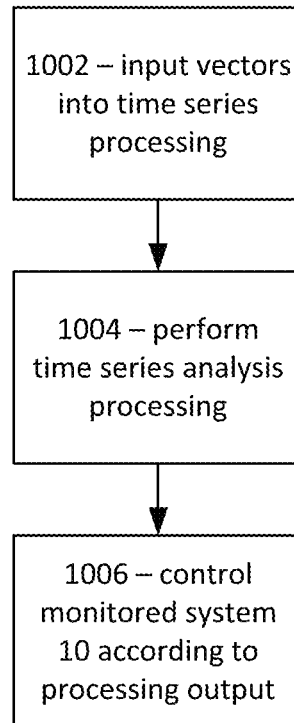 1002 – input vectors
into time series
processing
1004 – perform
time series analysis
processing
1006 – control
monitored system
10 according to
processing output